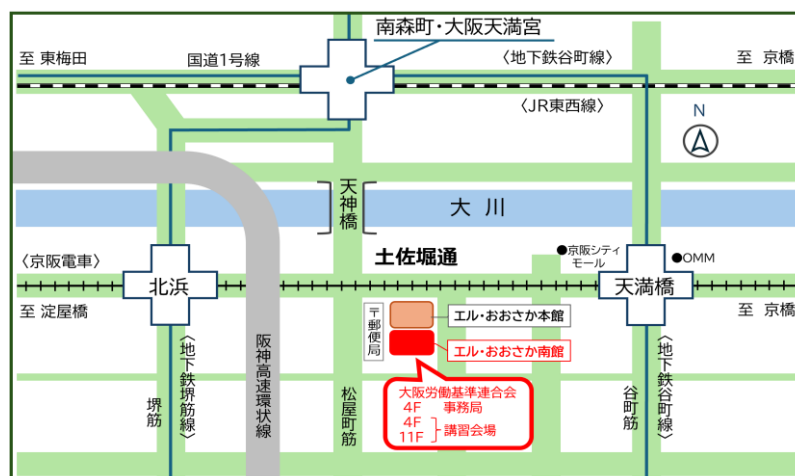 南森町・大阪天満宮
至 東梅田
国道1号線
〈地下鉄谷町線〉
至 京橋
〈JR東西線〉
N
天神橋
大 川
〈京阪電車〉
土佐堀通
●京阪シティ
モール
●OMM
北浜
天満橋
至 淀屋橋
至 京橋
〒郵便局
エル・おおさか本館
エル・おおさか南館
大阪労働基準連合会
4F 事務局
4F
11F
講習会場
堺筋
〈地下鉄堺筋線〉
阪神高速環状線
松屋町筋
谷町筋
〈地下鉄谷町線〉